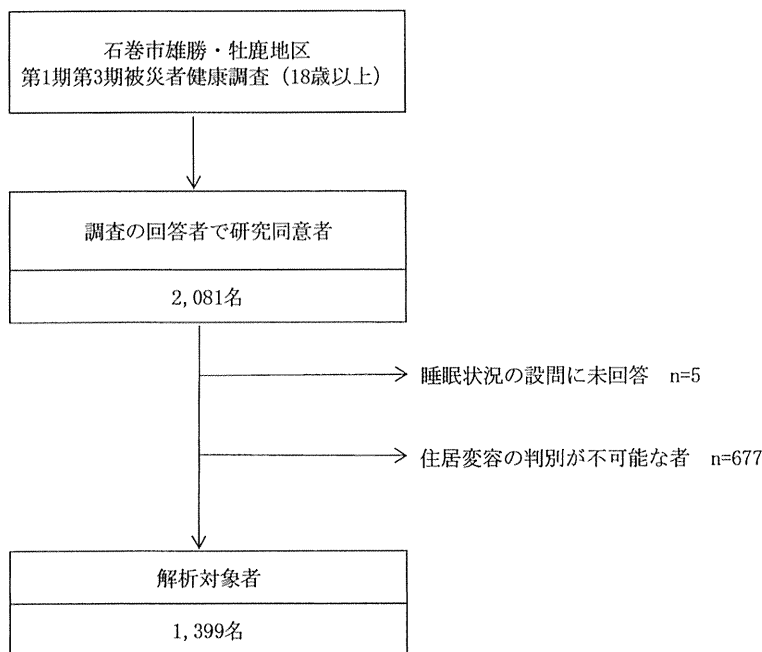 石巻市雄勝・牡鹿地区
第1期第3期被災者健康調査（18歳以上）
調査の回答者で研究同意者
2,081名
睡眠状況の設問に未回答　n=5
住居変容の判別が不可能な者　n=677
解析対象者
1,399名